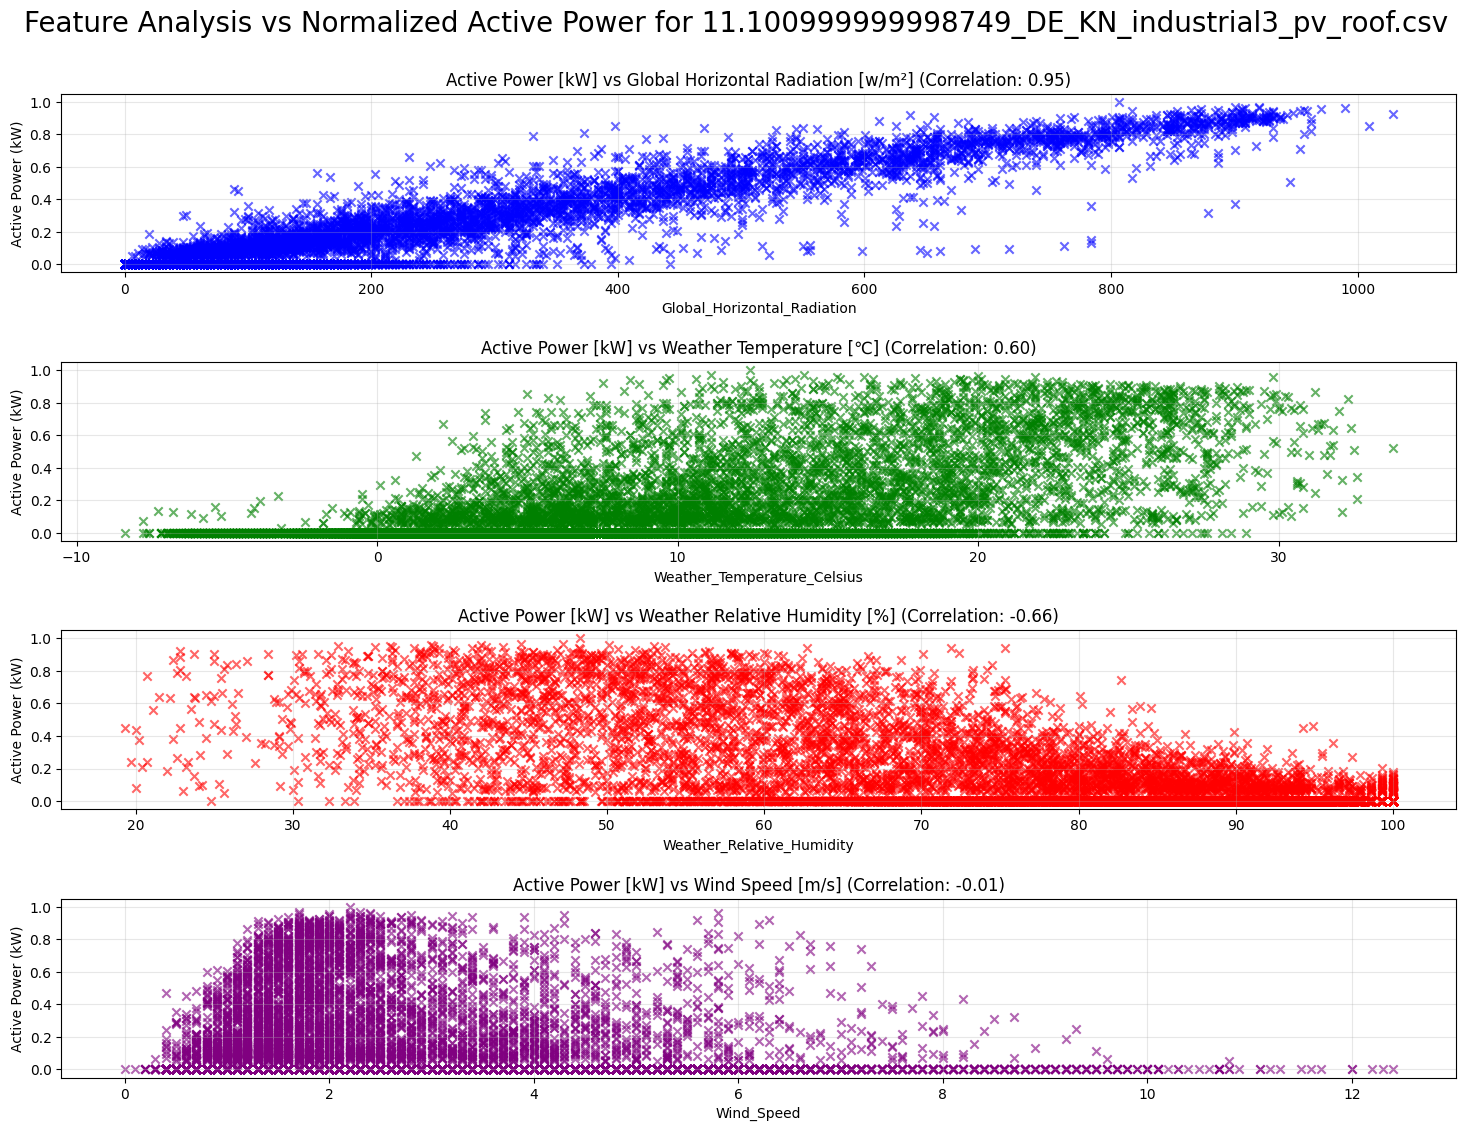 Feature Analysis vs Normalized Active Power for 11.100999999998749_DE_KN_industrial3_pv_roof.csv
Active Power [kW] vs Global Horizontal Radiation [w/m²] (Correlation: 0.95)
Active Power (kW)
1.0
0.8
0.6
0.4
0.2
0.0
0 200 400 600 800 1000
Global_Horizontal_Radiation
Active Power [kW] vs Weather Temperature [℃] (Correlation: 0.60)
Active Power (kW)
1.0
0.8
0.6
0.4
0.2
0.0
−10 0 10 20 30
Weather_Temperature_Celsius
Active Power [kW] vs Weather Relative Humidity [%] (Correlation: -0.66)
Active Power (kW)
1.0
0.8
0.6
0.4
0.2
0.0
20 30 40 50 60 70 80 90 100
Weather_Relative_Humidity
Active Power [kW] vs Wind Speed [m/s] (Correlation: -0.01)
Active Power (kW)
1.0
0.8
0.6
0.4
0.2
0.0
0 2 4 6 8 10 12
Wind_Speed